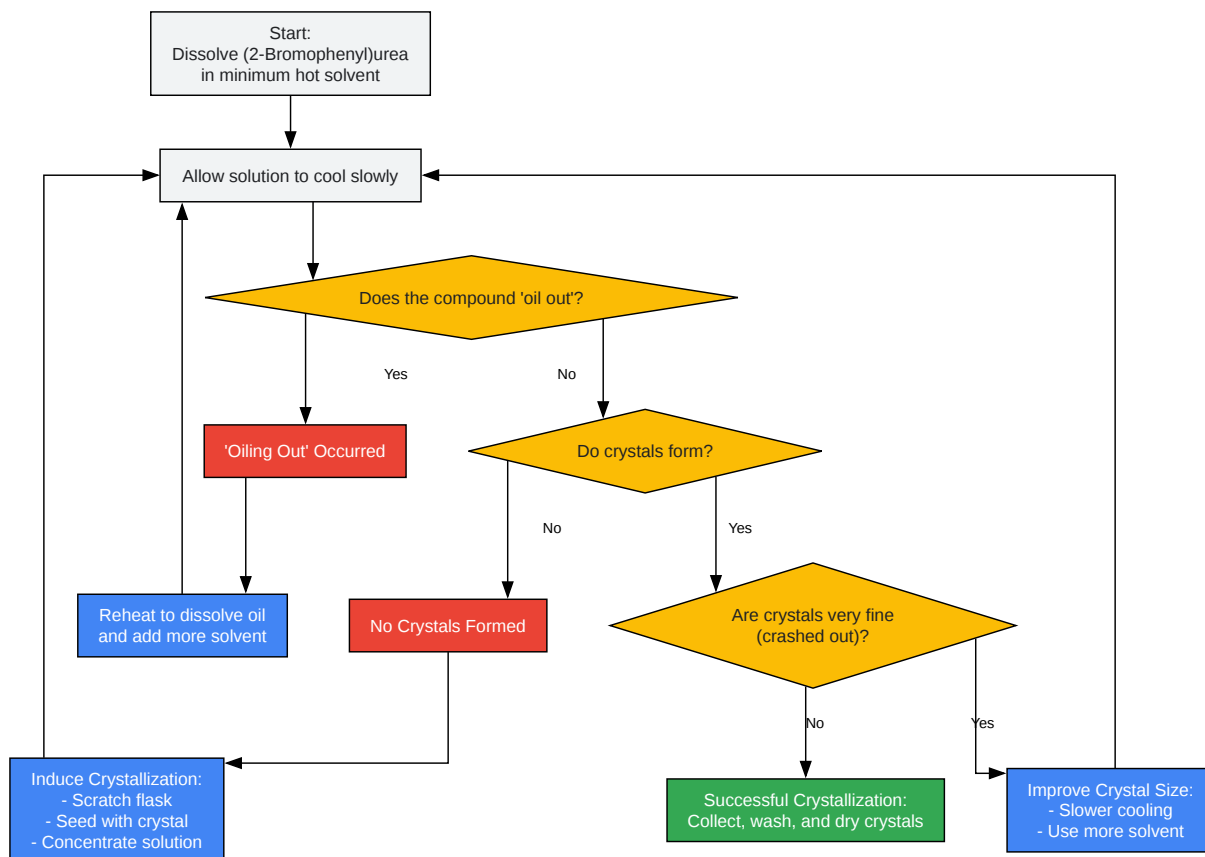 Start:
Dissolve (2-Bromophenyl)urea
in minimum hot solvent
Allow solution to cool slowly
Does the compound 'oil out'?
Yes
No
'Oiling Out' Occurred
Do crystals form?
No
Yes
Reheat to dissolve oil
and add more solvent
No Crystals Formed
Are crystals very fine
(crashed out)?
No
Yes
Induce Crystallization:
- Scratch flask
- Seed with crystal
- Concentrate solution
Successful Crystallization:
Collect, wash, and dry crystals
Improve Crystal Size:
- Slower cooling
- Use more solvent